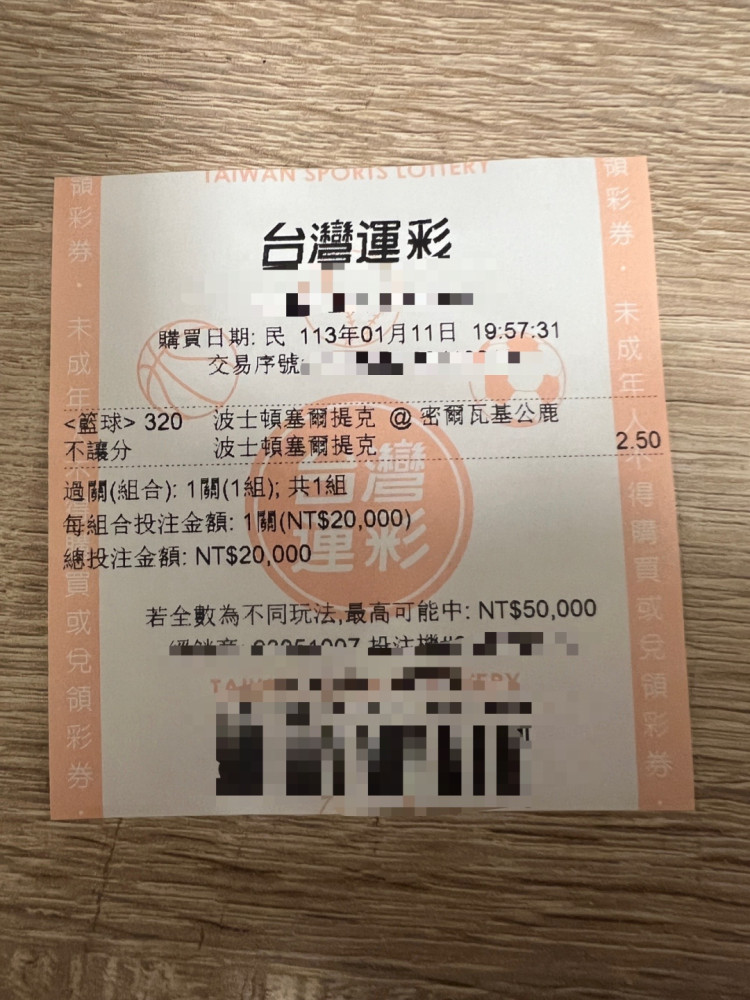 TAIWAN SPORTS LOTTERY
台灣運彩
購買日期: 民 113年01月11日 19:57:31
交易序號:
<籃球> 320 波士頓塞爾提克 @ 密爾瓦基公鹿
不讓分 波士頓塞爾提克 2.50
過關(組合): 1關(1組); 共1組
每組合投注金額: 1關(NT$20,000)
總投注金額: NT$20,000
若全數為不同玩法,最高可能中: NT$50,000
台灣運彩
領彩券・未成年人不得購買或兌領彩券・
領彩券・未成年人不得購買或兌領彩券・